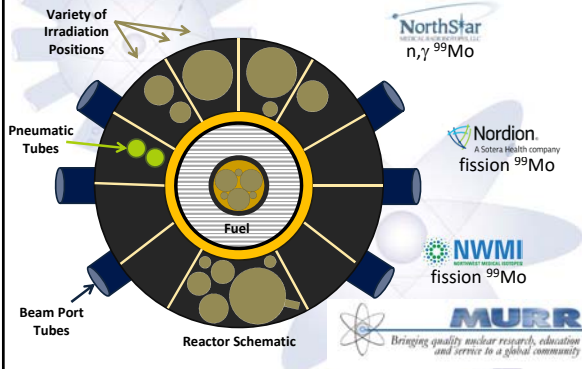 Variety of
Irradiation
Positions
NorthStar
MEDICAL RADIOISOTOPES, LLC
n,γ ⁹⁹Mo
Pneumatic
Tubes
Nordion
A Sotera Health company
fission ⁹⁹Mo
Fuel
NWMI
NORTHWEST MEDICAL ISOTOPES
fission ⁹⁹Mo
Beam Port
Tubes
Reactor Schematic
MURR
Bringing quality nuclear research, education
and service to a global community